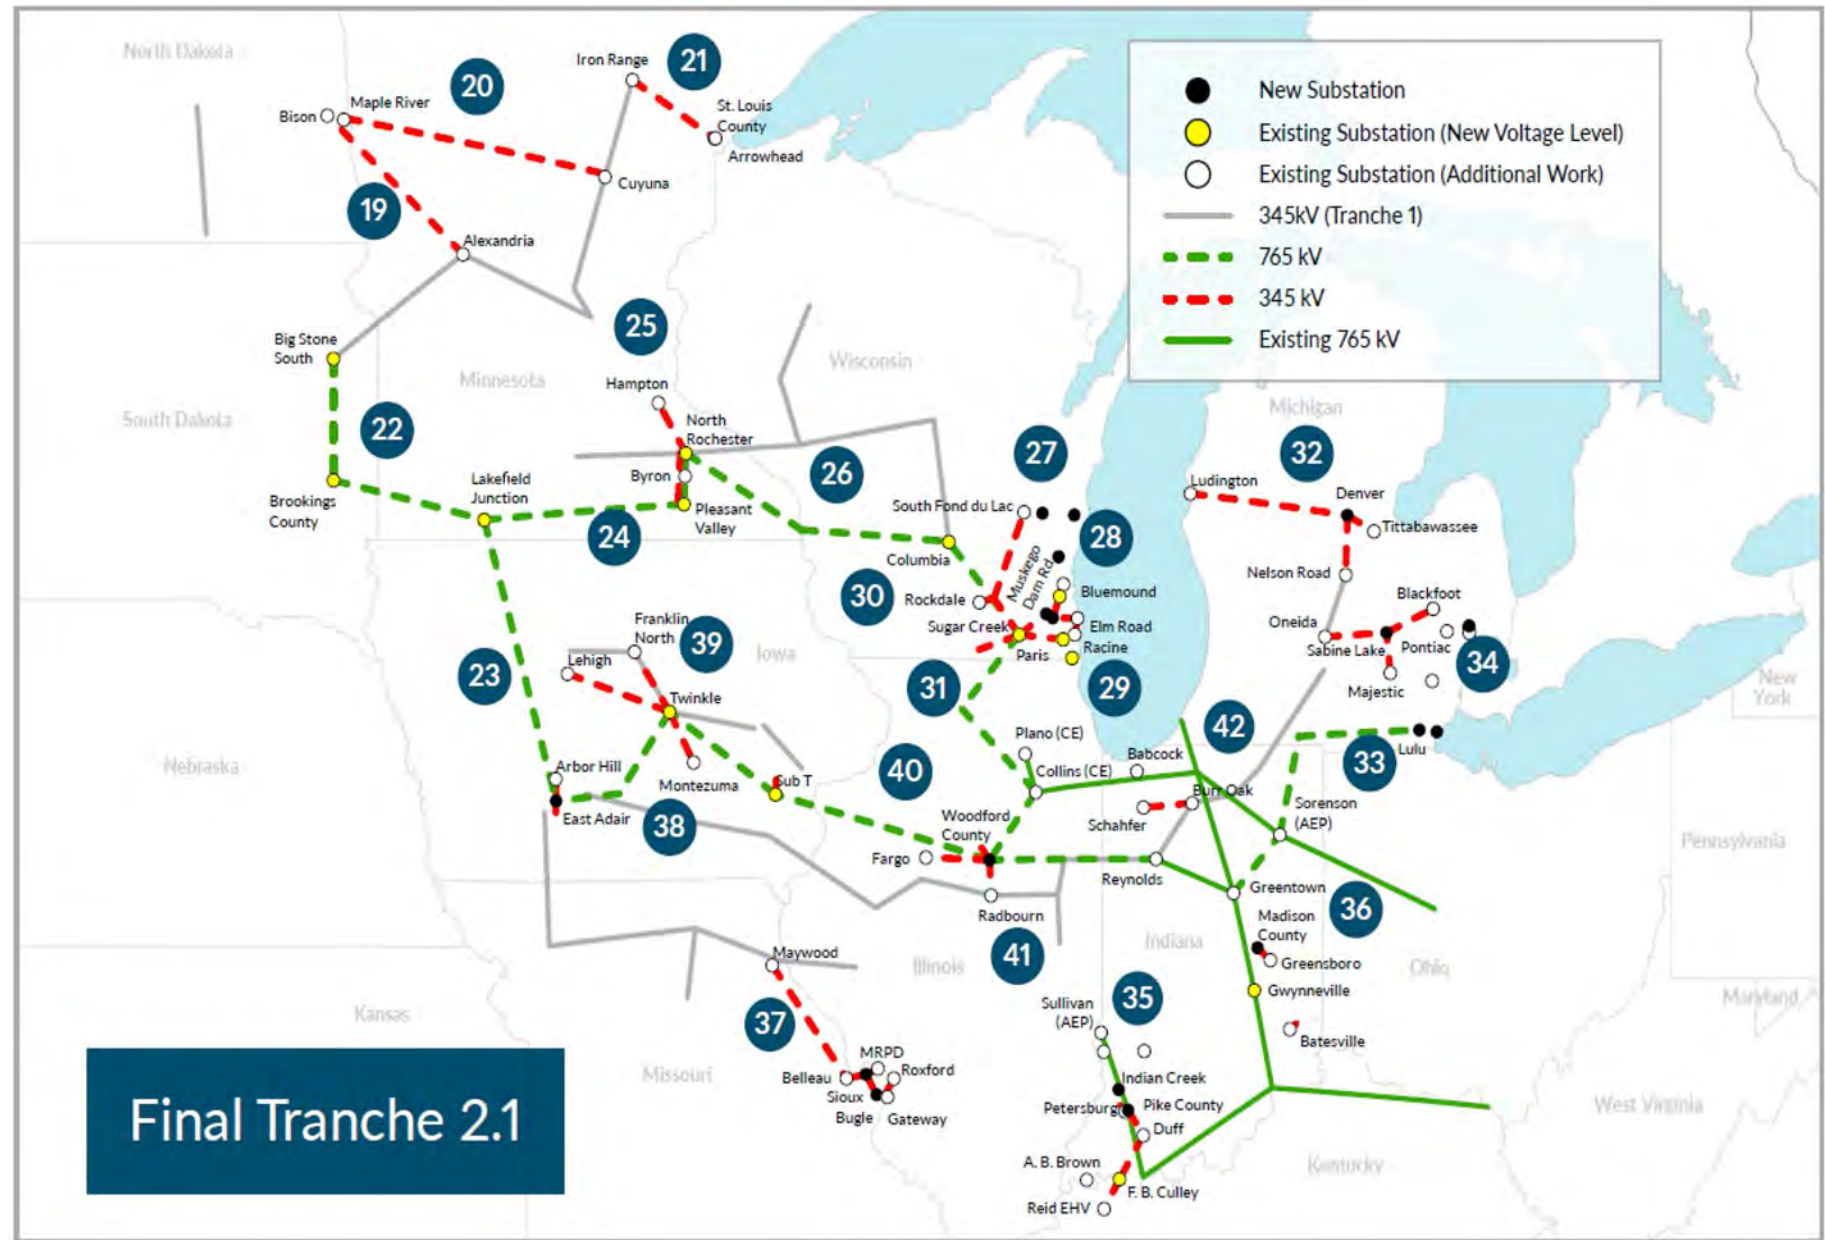 North Dakota
20
Iron Range
21
Bison
Maple River
St. Louis
County
Arrowhead
Cuyuna
19
Alexandria
New Substation
Existing Substation (New Voltage Level)
Existing Substation (Additional Work)
345kV (Tranche 1)
765 kV
345 kV
Existing 765 kV
Big Stone
South
25
Minnesota
Wisconsin
Hampton
Michigan
South Dakota
22
North
Rochester
26
27
32
Brookings
County
Lakefield
Junction
Byron
Pleasant
Valley
24
South Fond du Lac
28
Ludington
Denver
Tittabawassee
Columbia
Muskego
Dam Rd
Bluemound
Nelson Road
30
Rockdale
Blackfoot
Franklin
North
39
Iowa
Sugar Creek
Elm Road
Paris
Racine
Oneida
Sabine Lake
Pontiac
34
Lehigh
23
Twinkle
31
29
Majestic
New
York
42
Plano (CE)
Babcock
Lulu
33
Nebraska
Arbor Hill
Montezuma
Sub T
40
Collins (CE)
Burr Oak
East Adair
38
Woodford
County
Schahfer
Sorenson
(AEP)
Pennsylvania
Fargo
Reynolds
Greentown
Radbourn
Madison
County
36
Maywood
Illinois
41
Indiana
Greensboro
Ohio
Gwynneville
Kansas
37
Sullivan
(AEP)
35
Maryland
Batesville
Missouri
MRPD
Belleau
Roxford
Sioux
Bugle
Gateway
Indian Creek
Petersburg
Pike County
Duff
West Virginia
Final Tranche 2.1
A. B. Brown
F. B. Culley
Reid EHV
Kentucky